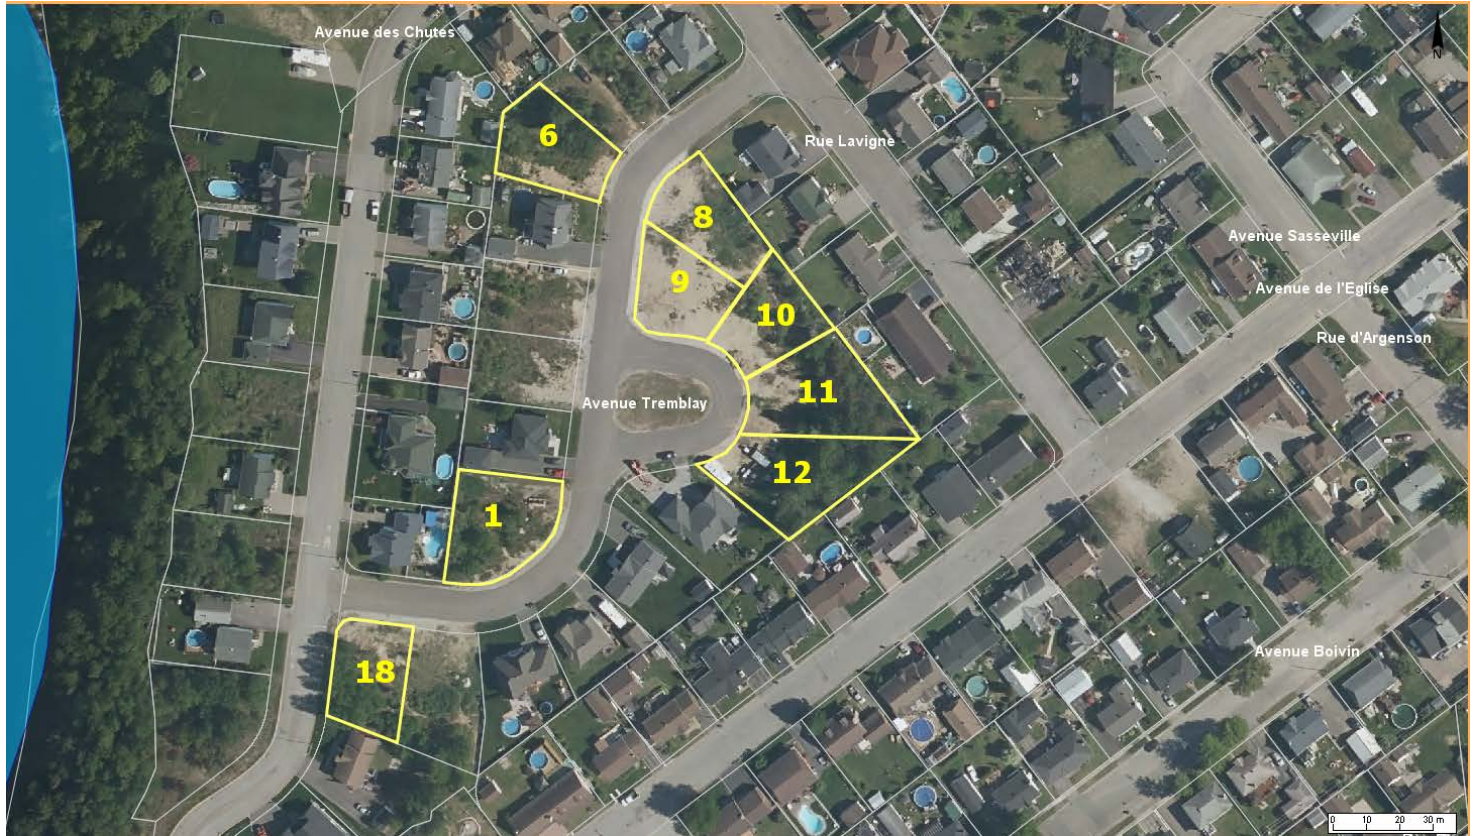 Avenue des Chutes
N
6
Rue Lavigne
8
Avenue Sasseville
9
Avenue de l'Eglise
10
Rue d'Argenson
11
Avenue Tremblay
12
1
Avenue Boivin
18
0 10 20 30 m